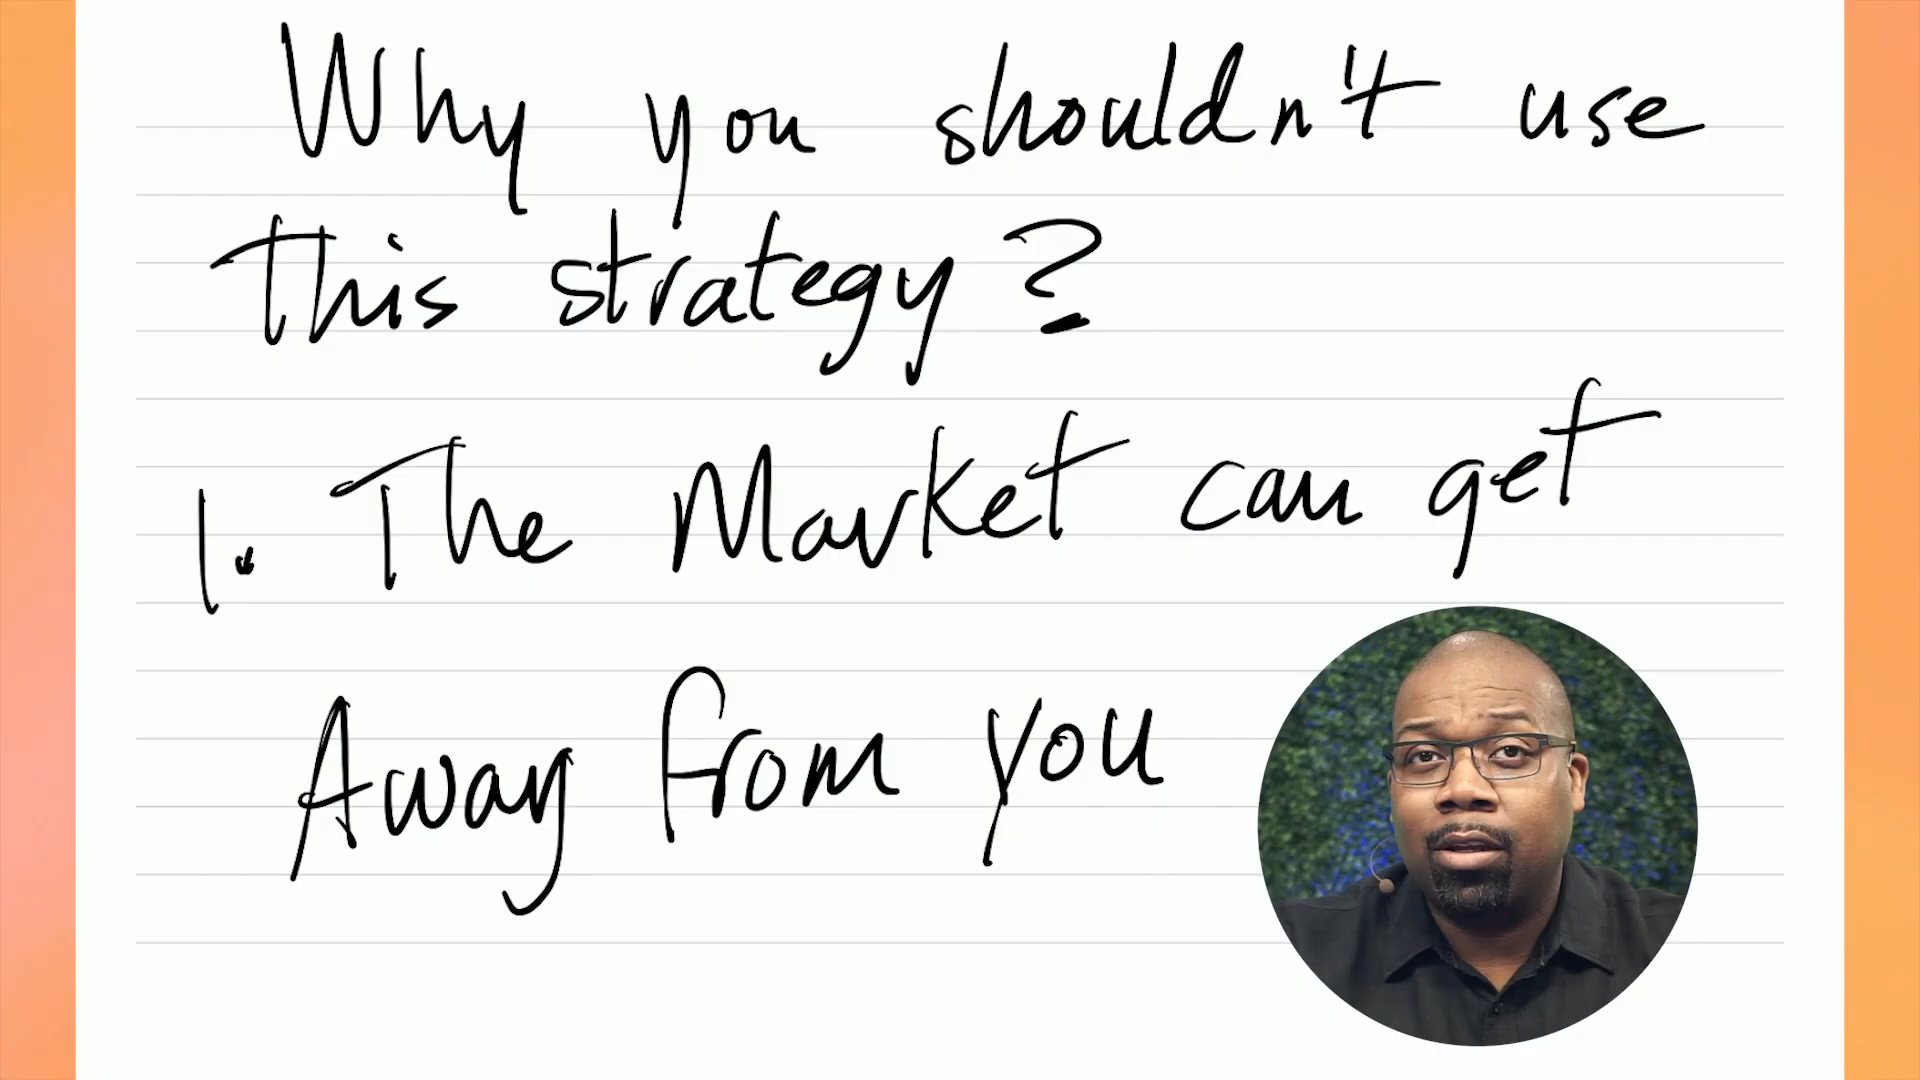 Why you shouldn't use
this strategy?
1. The Market can get
Away from you